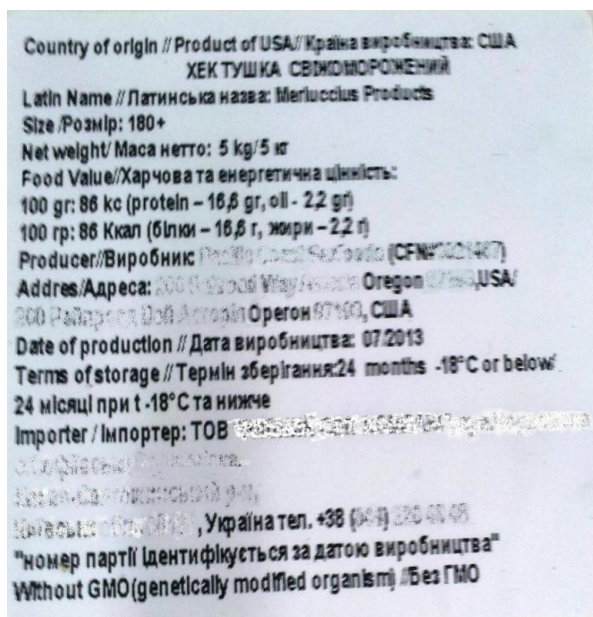 Country of origin // Product of USA// Країна виробництва: США
ХЕК ТУШКА СВІЖОМОРОЖЕНИЙ
Latin Name // Латинська назва: Merluccius Products
Size /Розмір: 180+
Net weight/ Маса нетто: 5 kg/5 кг
Food Value//Харчова та енергетична цінність:
100 gr: 86 kc (protein – 16,6 gr, oil - 2,2 gr)
100 гр: 86 Ккал (білки – 16,6 г, жири – 2,2 г)
Producer//Виробник (CFN#
Addres/Адреса: Oregon ,USA/
Орегон 97103, США
Date of production // Дата виробництва: 07.2013
Terms of storage // Термін зберігання:24 months -18°C or below/
24 місяці при t -18°C та нижче
Importer / Імпортер: ТОВ
, Україна тел. +38
"номер партії ідентифікується за датою виробництва"
Without GMO(genetically modified organism) //Без ГМО